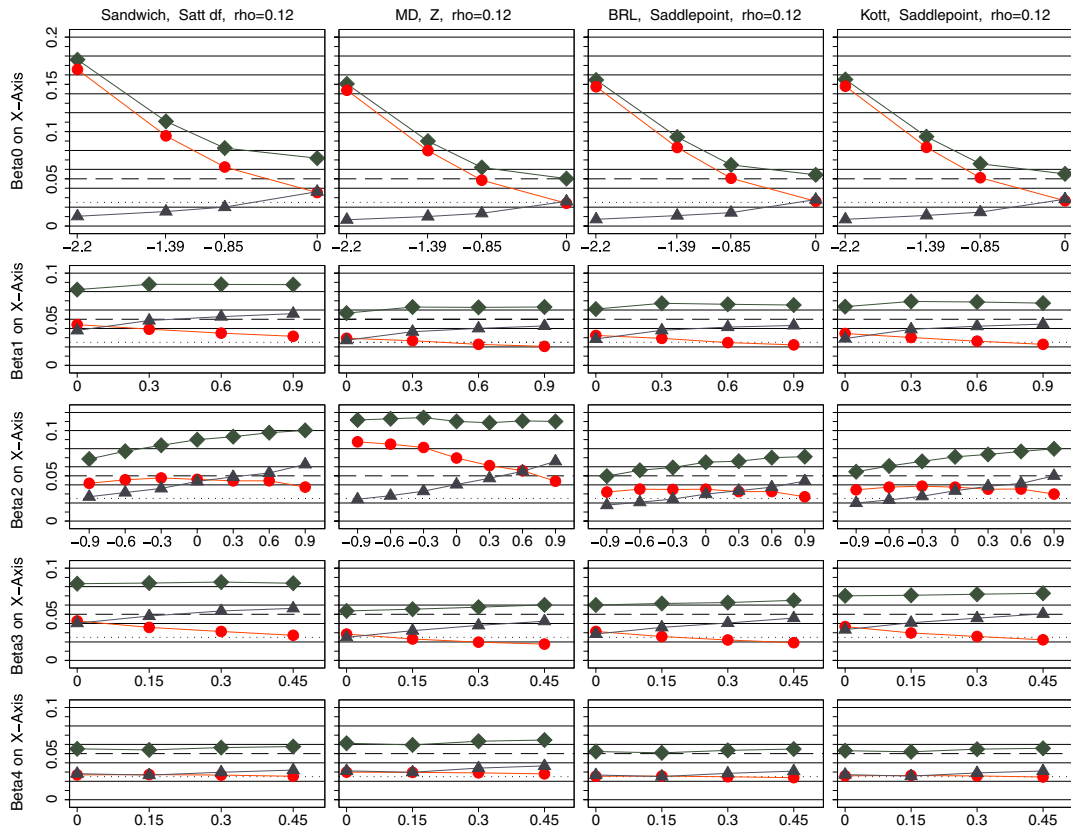 Sandwich, Satt df, rho=0.12
MD, Z, rho=0.12
BRL, Saddlepoint, rho=0.12
Kott, Saddlepoint, rho=0.12
Beta0 on X−Axis
0.2
0.15
0.1
0.05
0
−2.2 −1.39 −0.85 0
−2.2 −1.39 −0.85 0
−2.2 −1.39 −0.85 0
−2.2 −1.39 −0.85 0
Beta1 on X−Axis
0.1
0.05
0
0 0.3 0.6 0.9
0 0.3 0.6 0.9
0 0.3 0.6 0.9
0 0.3 0.6 0.9
Beta2 on X−Axis
0.1
0.05
0
−0.9 −0.6 −0.3 0 0.3 0.6 0.9
−0.9 −0.6 −0.3 0 0.3 0.6 0.9
−0.9 −0.6 −0.3 0 0.3 0.6 0.9
−0.9 −0.6 −0.3 0 0.3 0.6 0.9
Beta3 on X−Axis
0.1
0.05
0
0 0.15 0.3 0.45
0 0.15 0.3 0.45
0 0.15 0.3 0.45
0 0.15 0.3 0.45
Beta4 on X−Axis
0.1
0.05
0
0 0.15 0.3 0.45
0 0.15 0.3 0.45
0 0.15 0.3 0.45
0 0.15 0.3 0.45